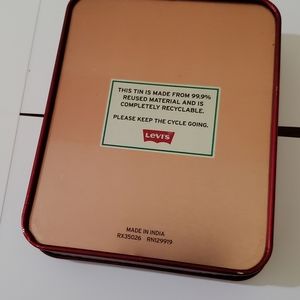 THIS TIN IS MADE FROM 99.9%
REUSED MATERIAL AND IS
COMPLETELY RECYCLABLE.
PLEASE KEEP THE CYCLE GOING.
Levi's
MADE IN INDIA
RX35026 RN129919